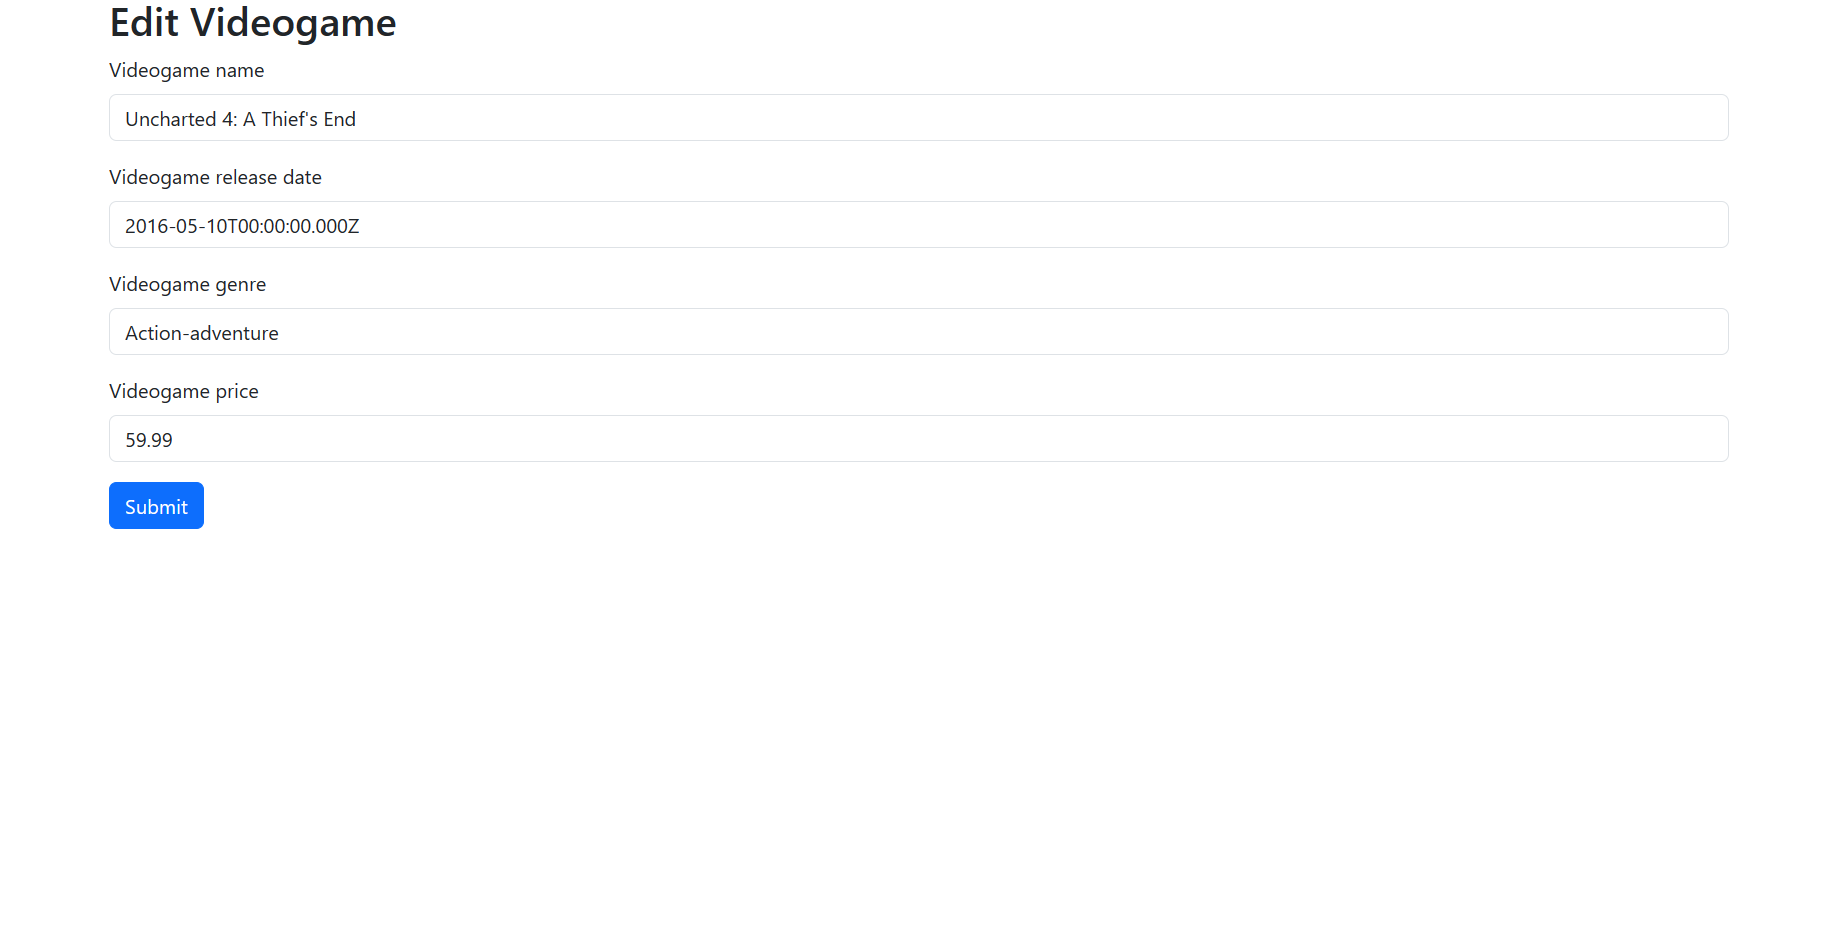 Edit Videogame
Videogame name
Uncharted 4: A Thief's End
Videogame release date
2016-05-10T00:00:00.000Z
Videogame genre
Action-adventure
Videogame price
59.99
Submit